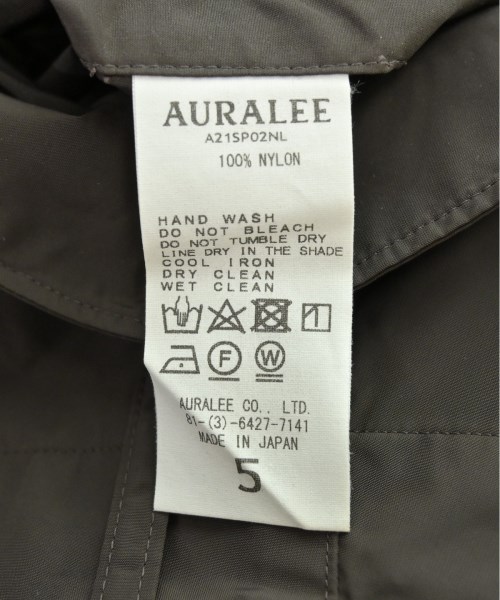 AURALEE
A21SP02NL
100% NYLON
HAND WASH
DO NOT BLEACH
DO NOT TUMBLE DRY
LINE DRY IN THE SHADE
COOL IRON
DRY CLEAN
WET CLEAN
F W
AURALEE CO., LTD.
81-(3)-6427-7141
MADE IN JAPAN
5